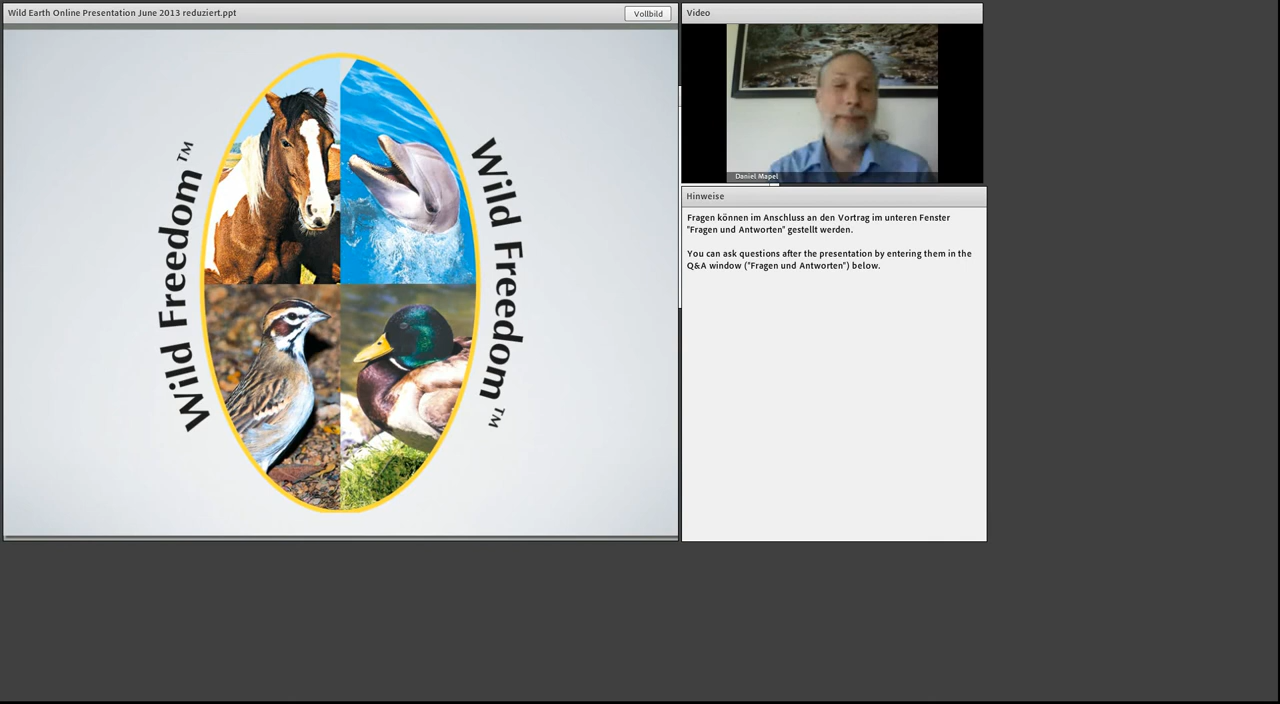 Wild Earth Online Presentation June 2013 reduziert.ppt
Vollbild
Wild Freedom™
Wild Freedom™
Video
Daniel Mapel
Hinweise
Fragen können im Anschluss an den Vortrag im unteren Fenster
"Fragen und Antworten" gestellt werden.
You can ask questions after the presentation by entering them in the
Q&A window ("Fragen und Antworten") below.